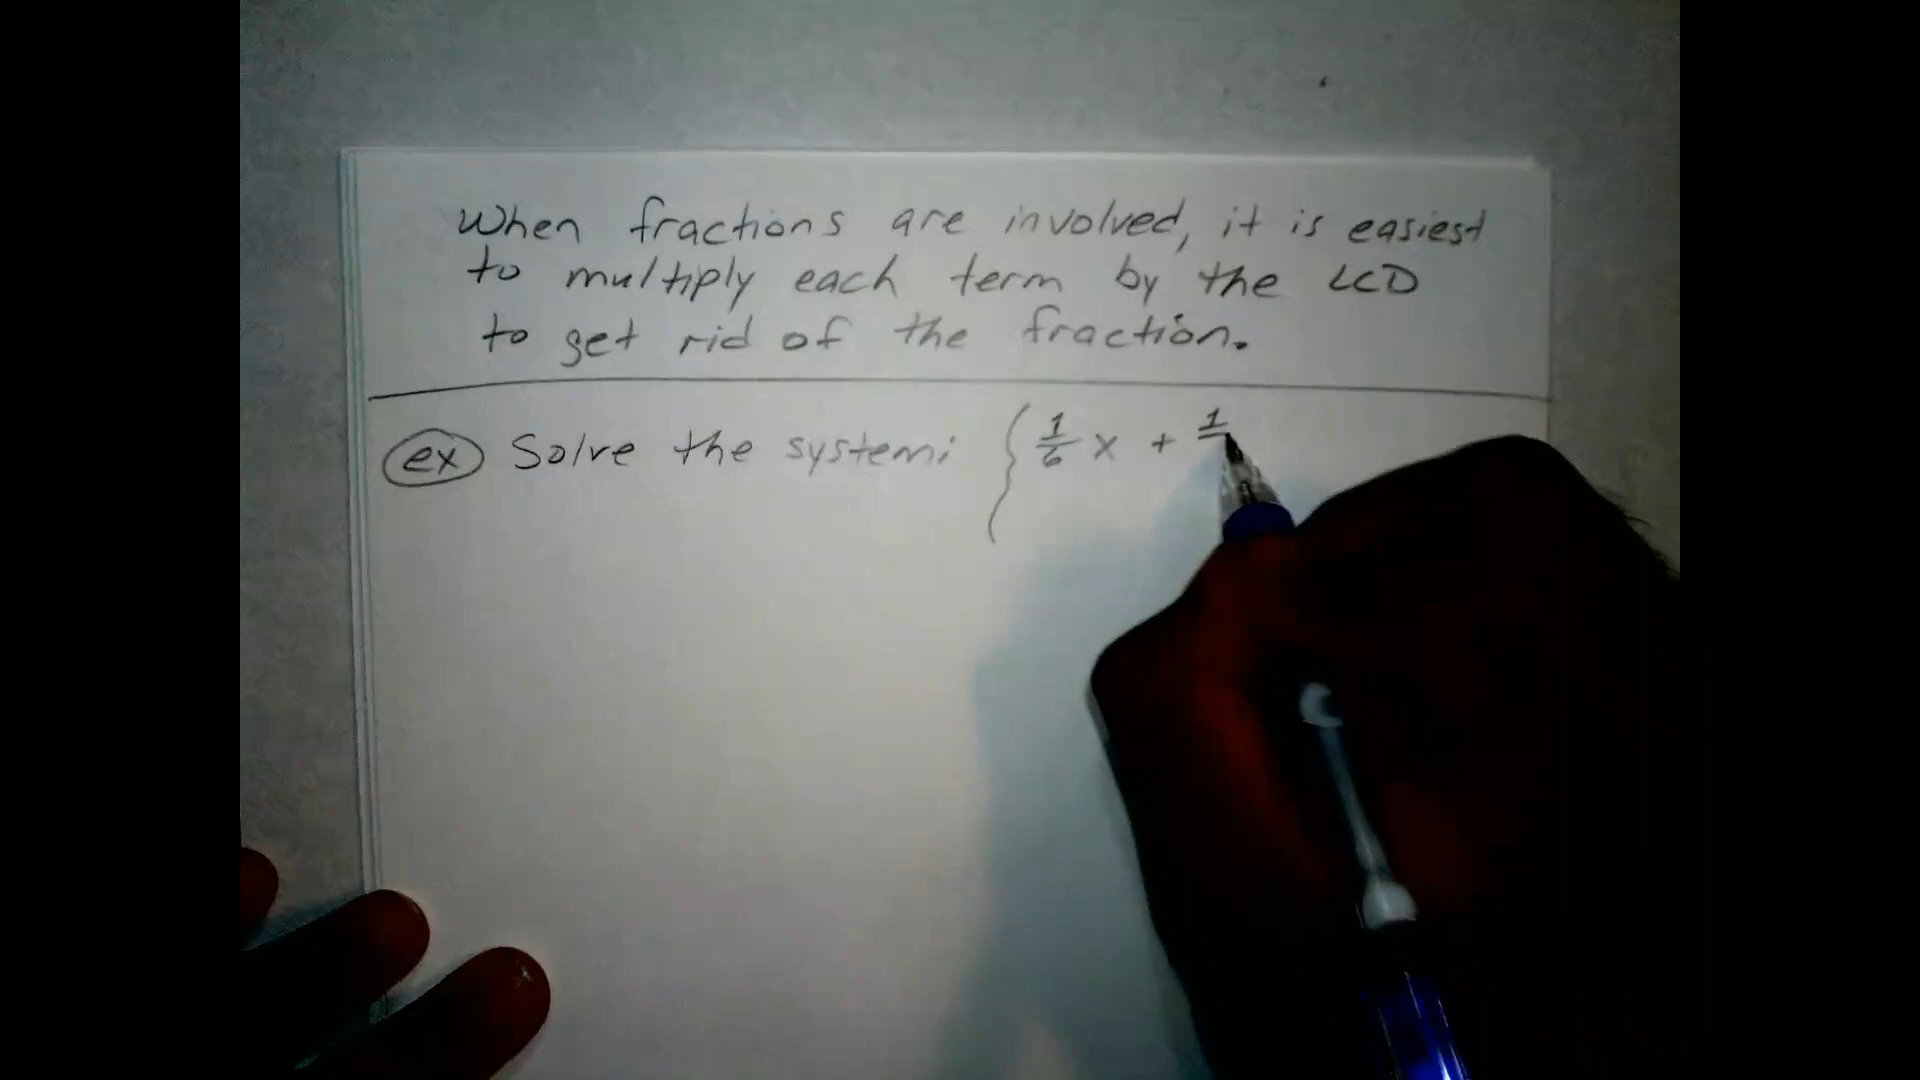 When fractions are involved, it is easiest
to multiply each term by the LCD
to get rid of the fraction.
ex Solve the system: { 1/6 x + 1/